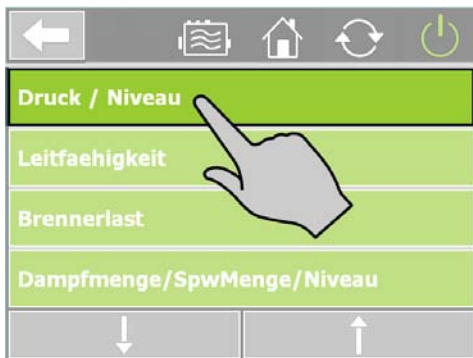 Druck / Niveau
Leitfaehigkeit
Brennerlast
Dampfmenge/SpwMenge/Niveau